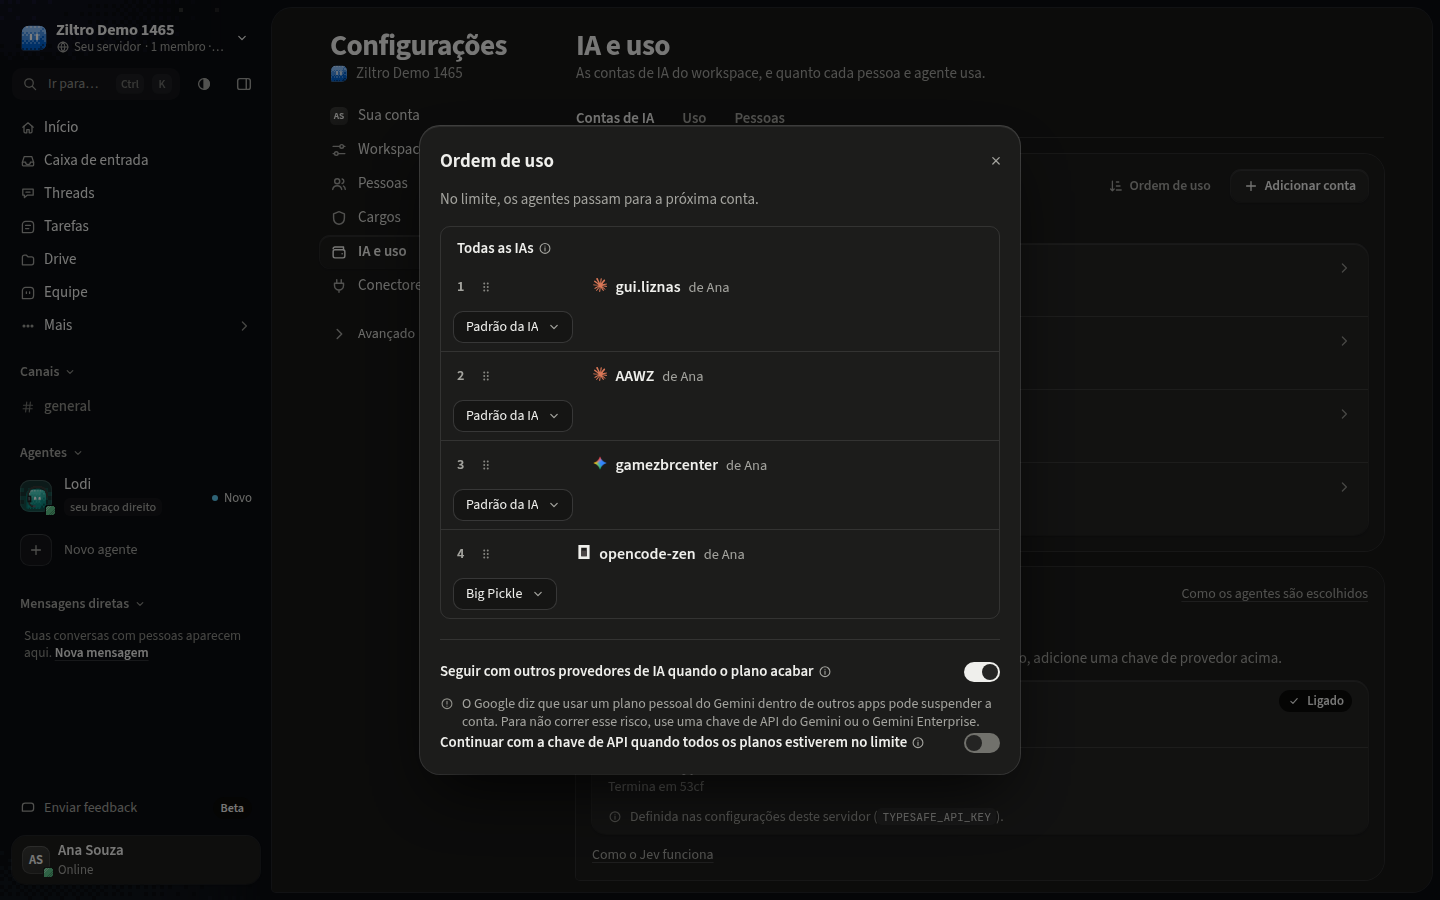 Ziltro Demo 1465
Seu servidor · 1 membro ·…
Ir para… Ctrl K
Início
Caixa de entrada
Threads
Tarefas
Drive
Equipe
Mais
Canais
# general
Agentes
Lodi
seu braço direito
Novo
Novo agente
Mensagens diretas
Suas conversas com pessoas aparecem
aqui. Nova mensagem
Enviar feedback
Beta
AS
Ana Souza
Online
Configurações
Ziltro Demo 1465
AS Sua conta
Workspac
Pessoas
Cargos
IA e uso
Conectore
Avançado
IA e uso
As contas de IA do workspace, e quanto cada pessoa e agente usa.
Contas de IA Uso Pessoas
Ordem de uso
Adicionar conta
Ordem de uso
No limite, os agentes passam para a próxima conta.
Todas as IAs
1 gui.liznas de Ana
Padrão da IA
2 AAWZ de Ana
Padrão da IA
3 gamezbrcenter de Ana
Padrão da IA
4 opencode-zen de Ana
Big Pickle
Seguir com outros provedores de IA quando o plano acabar
O Google diz que usar um plano pessoal do Gemini dentro de outros apps pode suspender a
conta. Para não correr esse risco, use uma chave de API do Gemini ou o Gemini Enterprise.
Continuar com a chave de API quando todos os planos estiverem no limite
Como os agentes são escolhidos
o, adicione uma chave de provedor acima.
Ligado
Termina em 53cf
Definida nas configurações deste servidor ( TYPESAFE_API_KEY ).
Como o Jev funciona